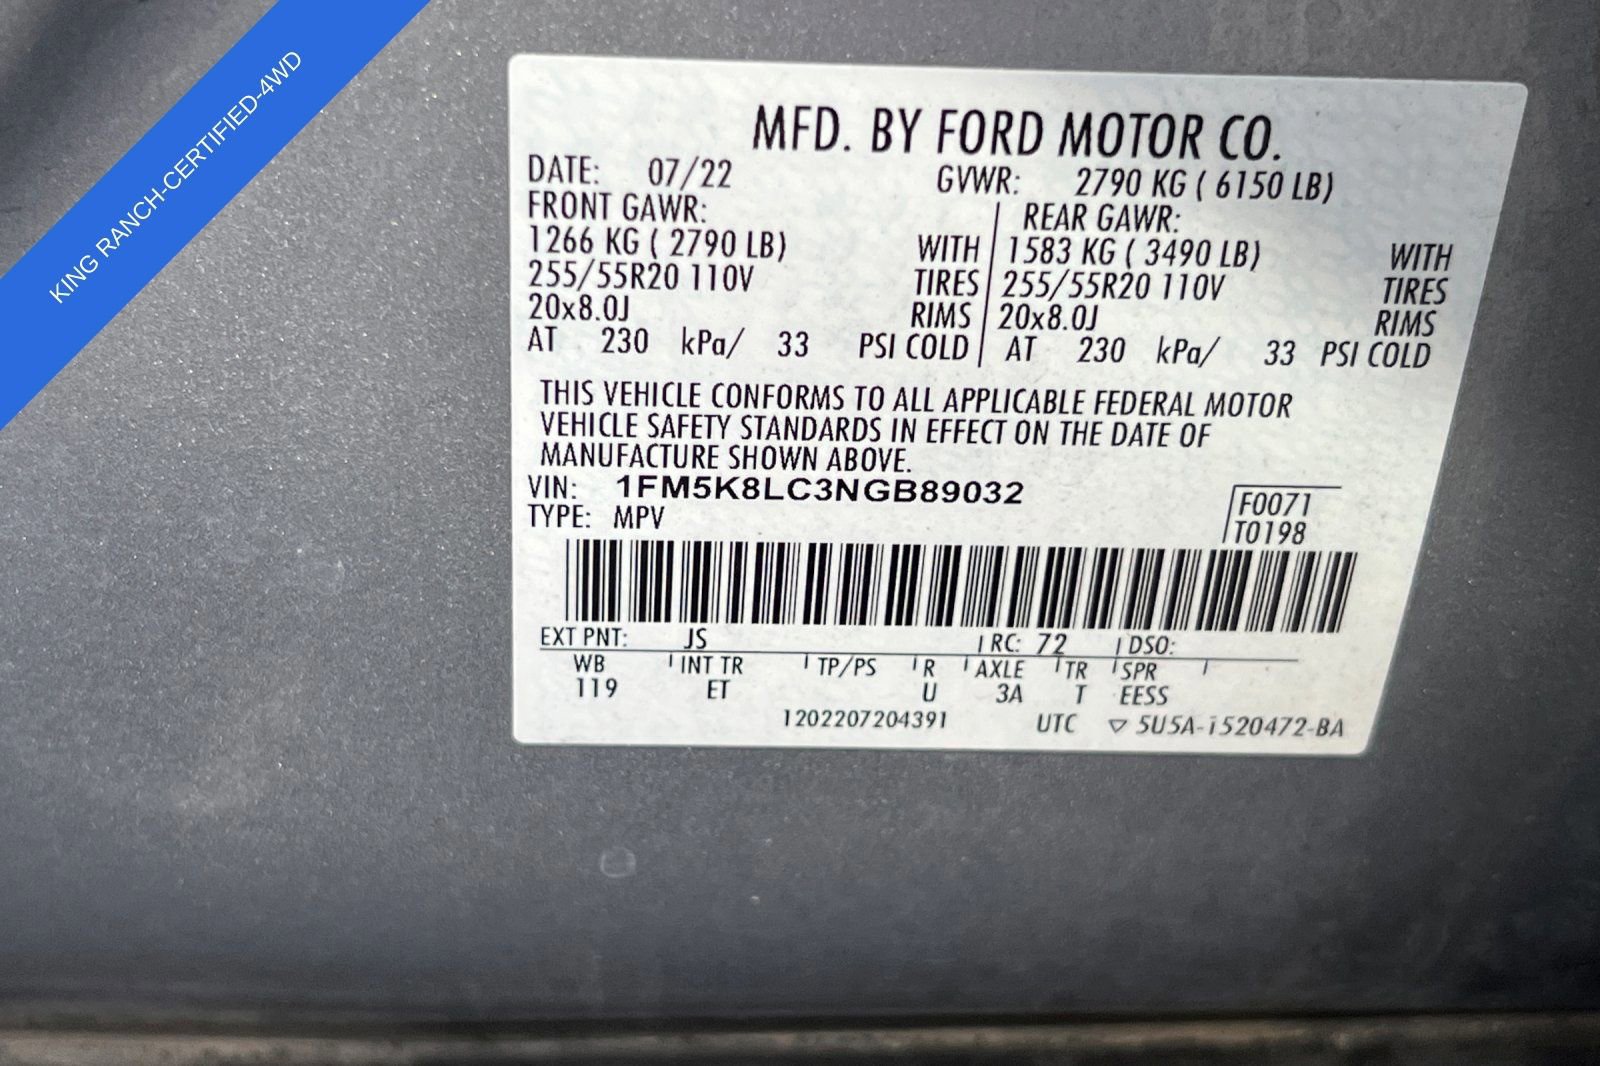 KING RANCH-CERTIFIED-4WD
MFD. BY FORD MOTOR CO.
DATE: 07/22 GVWR: 2790 KG ( 6150 LB)
FRONT GAWR: REAR GAWR:
1266 KG ( 2790 LB) WITH 1583 KG ( 3490 LB) WITH
255/55R20 110V TIRES 255/55R20 110V TIRES
20x8.0J RIMS 20x8.0J RIMS
AT 230 kPa/ 33 PSI COLD AT 230 kPa/ 33 PSI COLD
THIS VEHICLE CONFORMS TO ALL APPLICABLE FEDERAL MOTOR
VEHICLE SAFETY STANDARDS IN EFFECT ON THE DATE OF
MANUFACTURE SHOWN ABOVE.
VIN: 1FM5K8LC3NGB89032
F0071
TYPE: MPV
T0198
EXT PNT: JS RC: 72 DSO:
WB INT TR TP/PS R AXLE TR SPR
119 ET U 3A T EESS
1202207204391 UTC ▽ 5U5A-1520472-BA